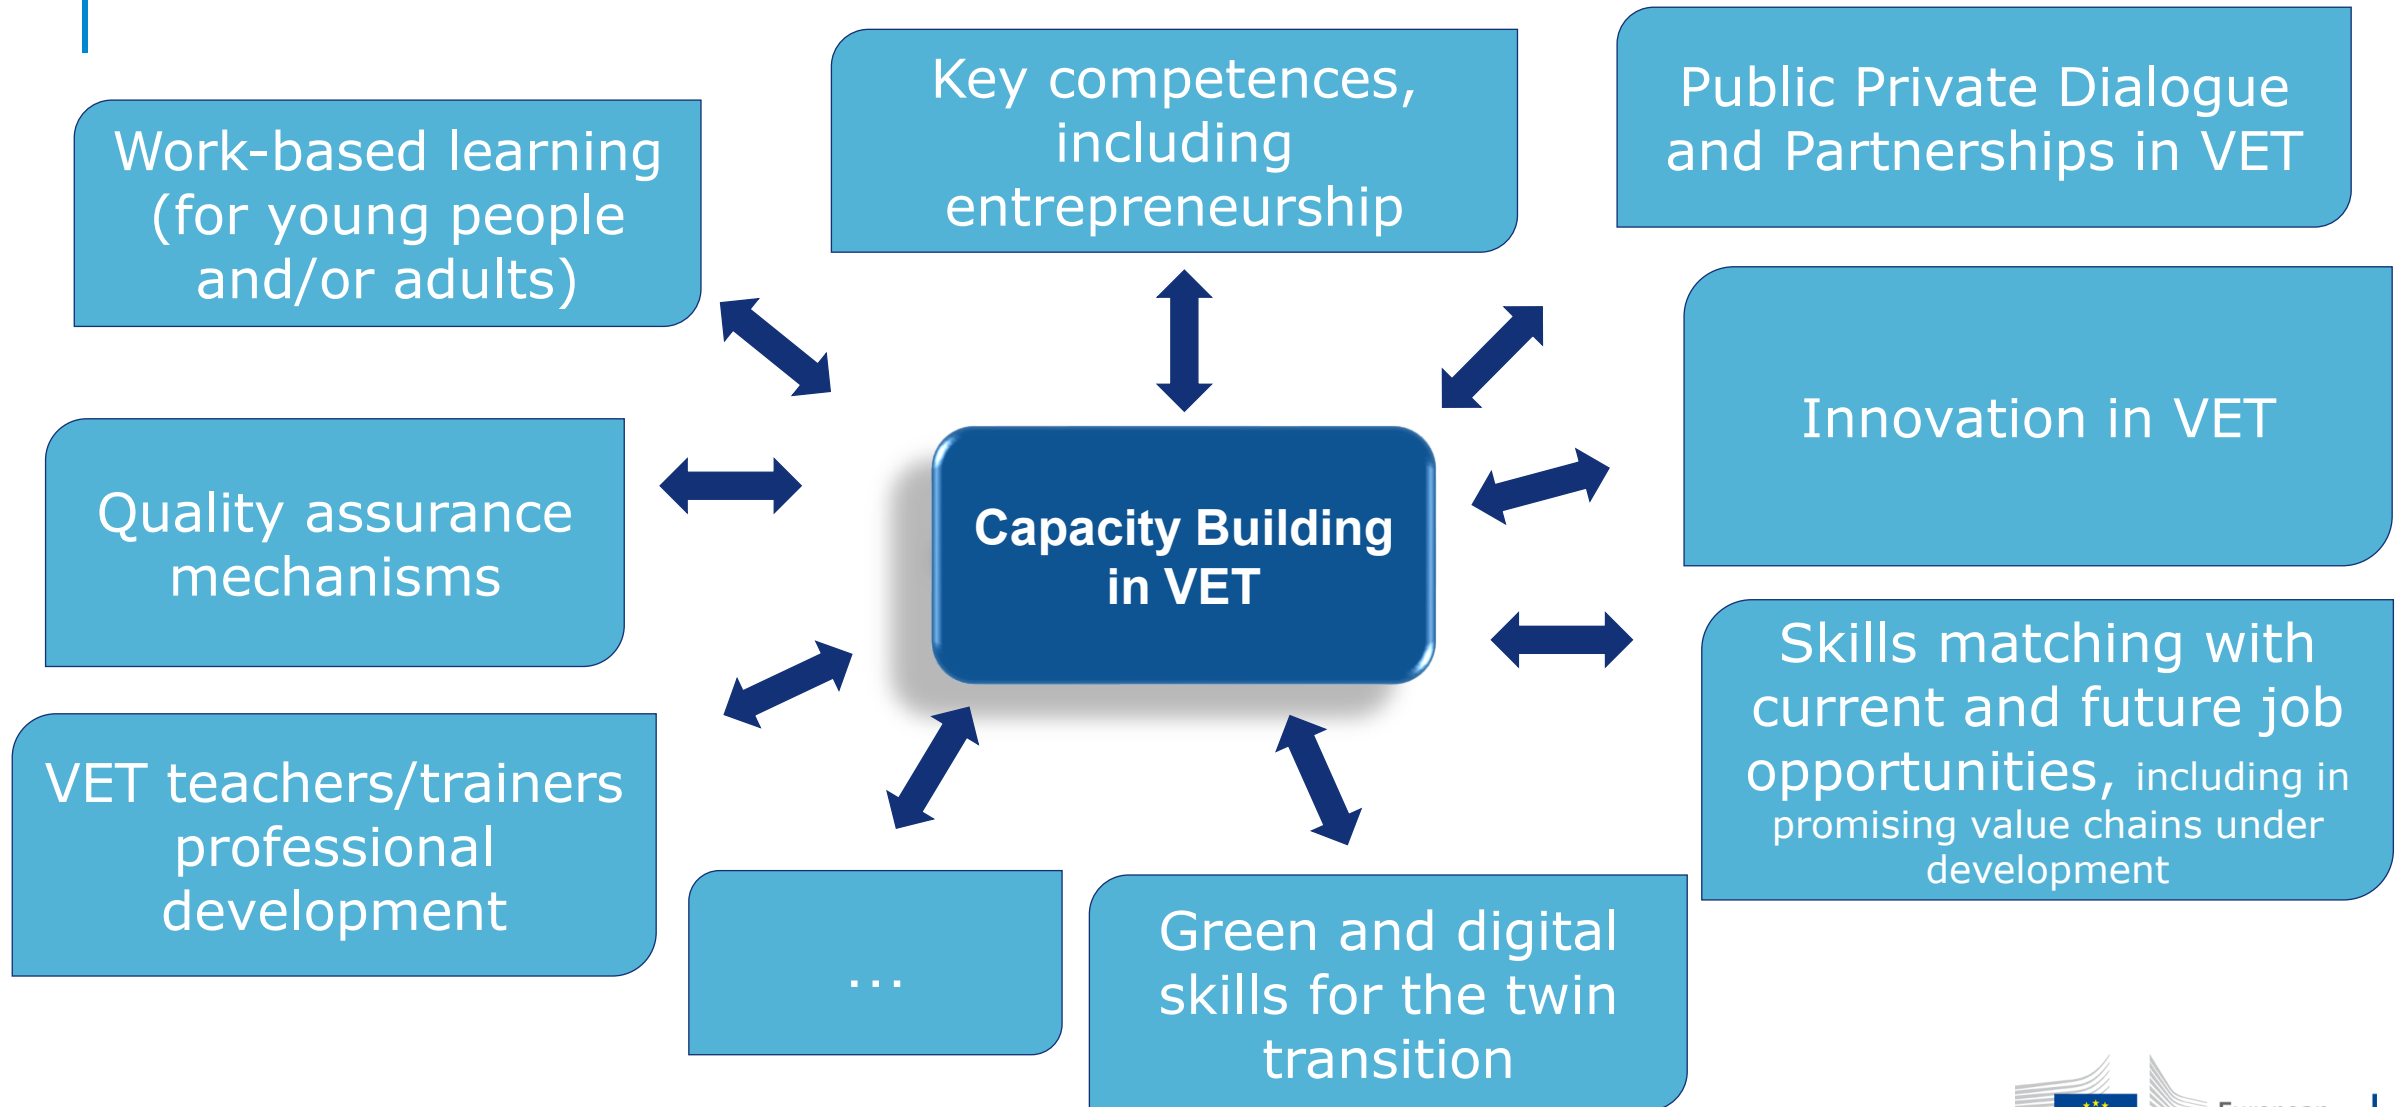 Key competences,
including
entrepreneurship
Public Private Dialogue
and Partnerships in VET
Work-based learning
(for young people
and/or adults)
Innovation in VET
Quality assurance
mechanisms
Capacity Building
in VET
Skills matching with
current and future job
opportunities, including in
promising value chains under
development
VET teachers/trainers
professional
development
...
Green and digital
skills for the twin
transition
European